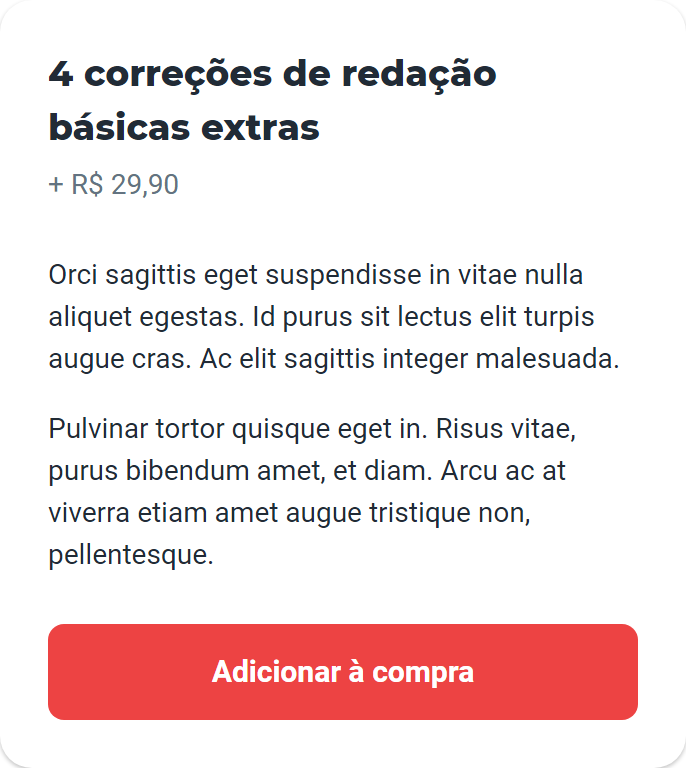 4 correções de redação
básicas extras
+ R$ 29,90
Orci sagittis eget suspendisse in vitae nulla
aliquet egestas. Id purus sit lectus elit turpis
augue cras. Ac elit sagittis integer malesuada.
Pulvinar tortor quisque eget in. Risus vitae,
purus bibendum amet, et diam. Arcu ac at
viverra etiam amet augue tristique non,
pellentesque.
Adicionar à compra